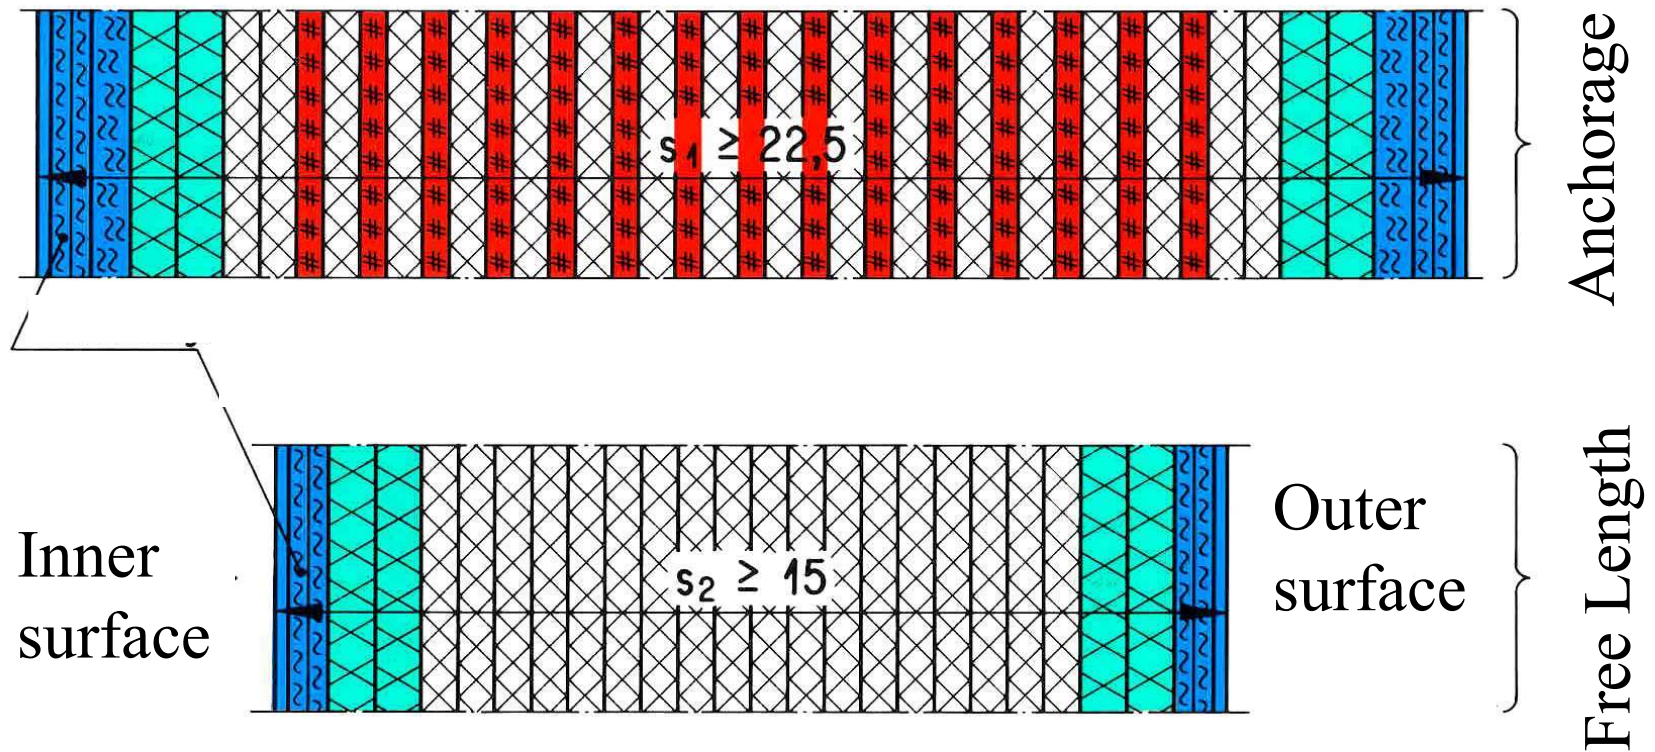 s₁ ≥ 22,5
Anchorage
s₂ ≥ 15
Inner
surface
Outer
surface
Free Length